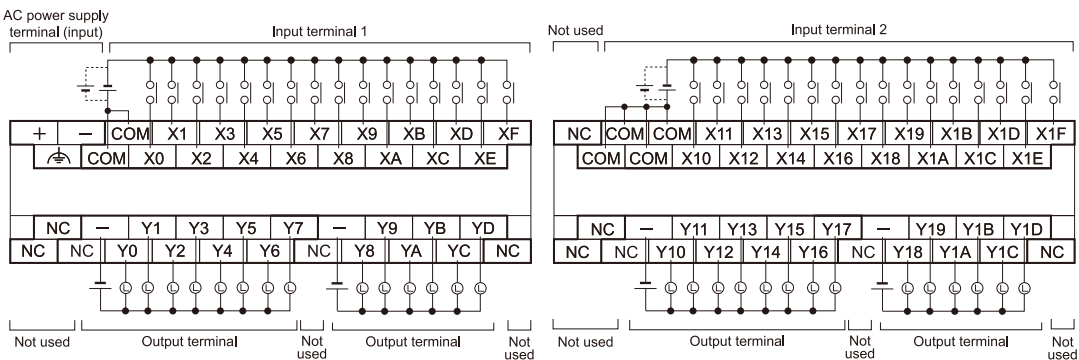 AC power supply
terminal (input)
Input terminal 1
Not used
Input terminal 2
+ − COM X1 X3 X5 X7 X9 XB XD XF
COM X0 X2 X4 X6 X8 XA XC XE
NC COM COM X11 X13 X15 X17 X19 X1B X1D X1F
COM COM X10 X12 X14 X16 X18 X1A X1C X1E
NC − Y1 Y3 Y5 Y7 − Y9 YB YD
NC NC Y0 Y2 Y4 Y6 NC Y8 YA YC NC
L L L L L L L L L L L L L L
Not used
Output terminal
Not
used
Output terminal
Not
used
NC − Y11 Y13 Y15 Y17 − Y19 Y1B Y1D
NC NC Y10 Y12 Y14 Y16 NC Y18 Y1A Y1C NC
L L L L L L L L L L L L L L
Not used
Output terminal
Not
used
Output terminal
Not
used